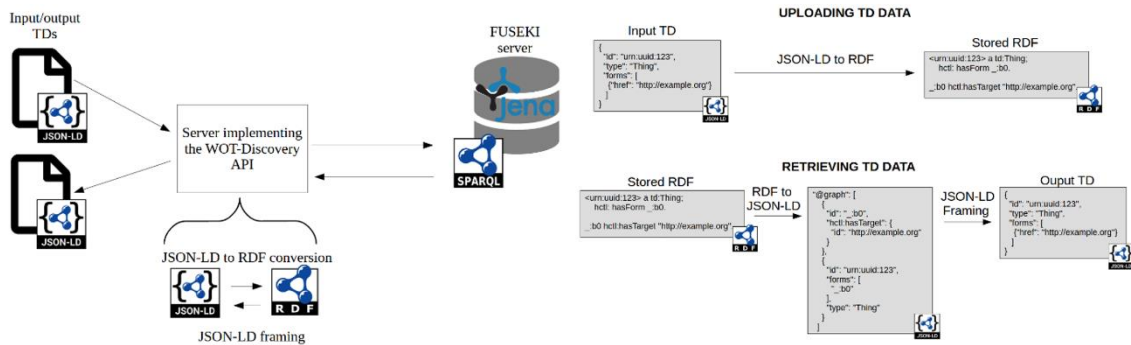 Input/output
TDs
JSON-LD
JSON-LD
Server implementing
the WOT-Discovery
API
FUSEKI
server
jena
SPARQL
JSON-LD to RDF conversion
JSON-LD
RDF
JSON-LD framing
UPLOADING TD DATA
Input TD
{
"id": "urn:uuid:123",
"type": "Thing",
"forms": [
{"href": "http://example.org"}
]
}
JSON-LD
JSON-LD to RDF
Stored RDF
<urn:uuid:123> a td:Thing;
hctl: hasForm _:b0.
_:b0 hctl:hasTarget "http://example.org"
RDF
RETRIEVING TD DATA
Stored RDF
<urn:uuid:123> a td:Thing;
hctl: hasForm _:b0.
_:b0 hctl:hasTarget "http://example.org"
RDF
RDF to
JSON-LD
"@graph": [
{
"id": "_:b0",
"hctl:hasTarget": {
"id": "http://example.org"
}
},
{
"id": "urn:uuid:123",
"forms": [
"_:b0"
],
"type": "Thing"
}
]
JSON-LD
JSON-LD
Framing
Ouput TD
{
"id": "urn:uuid:123",
"type": "Thing",
"forms": [
{"href": "http://example.org"}
]
}
JSON-LD